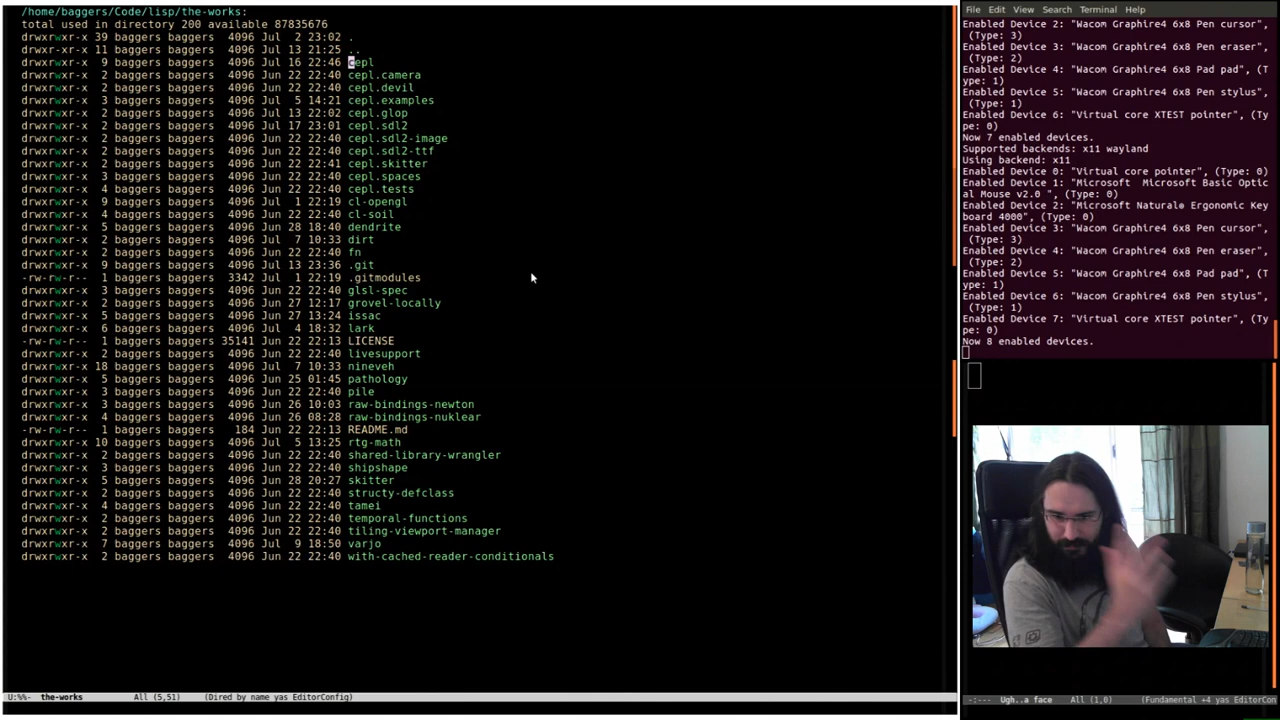 /home/baggers/Code/lisp/the-works:
total used in directory 200 available 87835676
drwxrwxr-x 39 baggers baggers  4096 Jul  2 23:02 .
drwxr-xr-x 11 baggers baggers  4096 Jul 13 21:25 ..
drwxrwxr-x  9 baggers baggers  4096 Jul 16 22:46 cepl
drwxrwxr-x  2 baggers baggers  4096 Jun 22 22:40 cepl.camera
drwxrwxr-x  2 baggers baggers  4096 Jun 22 22:40 cepl.devil
drwxrwxr-x  3 baggers baggers  4096 Jul  5 14:21 cepl.examples
drwxrwxr-x  2 baggers baggers  4096 Jul 13 22:02 cepl.glop
drwxrwxr-x  2 baggers baggers  4096 Jul 17 23:01 cepl.sdl2
drwxrwxr-x  2 baggers baggers  4096 Jun 22 22:40 cepl.sdl2-image
drwxrwxr-x  2 baggers baggers  4096 Jun 22 22:40 cepl.sdl2-ttf
drwxrwxr-x  2 baggers baggers  4096 Jun 22 22:41 cepl.skitter
drwxrwxr-x  3 baggers baggers  4096 Jun 22 22:40 cepl.spaces
drwxrwxr-x  4 baggers baggers  4096 Jun 22 22:40 cepl.tests
drwxrwxr-x  9 baggers baggers  4096 Jul  1 22:19 cl-opengl
drwxrwxr-x  4 baggers baggers  4096 Jun 22 22:40 cl-soil
drwxrwxr-x  5 baggers baggers  4096 Jun 28 18:40 dendrite
drwxrwxr-x  2 baggers baggers  4096 Jul  7 10:33 dirt
drwxrwxr-x  2 baggers baggers  4096 Jun 22 22:40 fn
drwxrwxr-x  9 baggers baggers  4096 Jul 13 23:36 .git
-rw-rw-r--  1 baggers baggers  3342 Jul  1 22:19 .gitmodules
drwxrwxr-x  3 baggers baggers  4096 Jun 22 22:40 glsl-spec
drwxrwxr-x  2 baggers baggers  4096 Jun 27 12:17 grovel-locally
drwxrwxr-x  5 baggers baggers  4096 Jun 27 13:24 issac
drwxrwxr-x  6 baggers baggers  4096 Jul  4 18:32 lark
-rw-rw-r--  1 baggers baggers 35141 Jun 22 22:13 LICENSE
drwxrwxr-x  2 baggers baggers  4096 Jun 22 22:40 livesupport
drwxrwxr-x 18 baggers baggers  4096 Jul  7 10:33 nineveh
drwxrwxr-x  5 baggers baggers  4096 Jun 25 01:45 pathology
drwxrwxr-x  3 baggers baggers  4096 Jun 22 22:40 pile
drwxrwxr-x  3 baggers baggers  4096 Jun 26 10:03 raw-bindings-newton
drwxrwxr-x  4 baggers baggers  4096 Jun 26 08:28 raw-bindings-nuklear
-rw-rw-r--  1 baggers baggers   184 Jun 22 22:13 README.md
drwxrwxr-x 10 baggers baggers  4096 Jul  5 13:25 rtg-math
drwxrwxr-x  2 baggers baggers  4096 Jun 22 22:40 shared-library-wrangler
drwxrwxr-x  3 baggers baggers  4096 Jun 22 22:40 shipshape
drwxrwxr-x  5 baggers baggers  4096 Jun 28 20:27 skitter
drwxrwxr-x  2 baggers baggers  4096 Jun 22 22:40 structy-defclass
drwxrwxr-x  4 baggers baggers  4096 Jun 22 22:40 tamei
drwxrwxr-x  2 baggers baggers  4096 Jun 22 22:40 temporal-functions
drwxrwxr-x  2 baggers baggers  4096 Jun 22 22:40 tiling-viewport-manager
drwxrwxr-x  7 baggers baggers  4096 Jul  9 18:50 varjo
drwxrwxr-x  2 baggers baggers  4096 Jun 22 22:40 with-cached-reader-conditionals
U:%%-  the-works      All (5,51)    (Dired by name yas EditorConfig)
File Edit View Search Terminal Help
Enabled Device 2: "Wacom Graphire4 6x8 Pen cursor",
(Type: 3)
Enabled Device 3: "Wacom Graphire4 6x8 Pen eraser",
(Type: 2)
Enabled Device 4: "Wacom Graphire4 6x8 Pad pad", (T
ype: 1)
Enabled Device 5: "Wacom Graphire4 6x8 Pen stylus",
(Type: 1)
Enabled Device 6: "Virtual core XTEST pointer", (Ty
pe: 0)
Now 7 enabled devices.
Supported backends: x11 wayland
Using backend: x11
Enabled Device 0: "Virtual core pointer", (Type: 0)
Enabled Device 1: "Microsoft  Microsoft Basic Optic
al Mouse v2.0 ", (Type: 0)
Enabled Device 2: "Microsoft Natural® Ergonomic Key
board 4000", (Type: 0)
Enabled Device 3: "Wacom Graphire4 6x8 Pen cursor",
(Type: 3)
Enabled Device 4: "Wacom Graphire4 6x8 Pen eraser",
(Type: 2)
Enabled Device 5: "Wacom Graphire4 6x8 Pad pad", (T
ype: 1)
Enabled Device 6: "Wacom Graphire4 6x8 Pen stylus",
(Type: 1)
Enabled Device 7: "Virtual core XTEST pointer", (Ty
pe: 0)
Now 8 enabled devices.
-:---  Ugh..a face    All (1,0)    (Fundamental +4 yas EditorCon